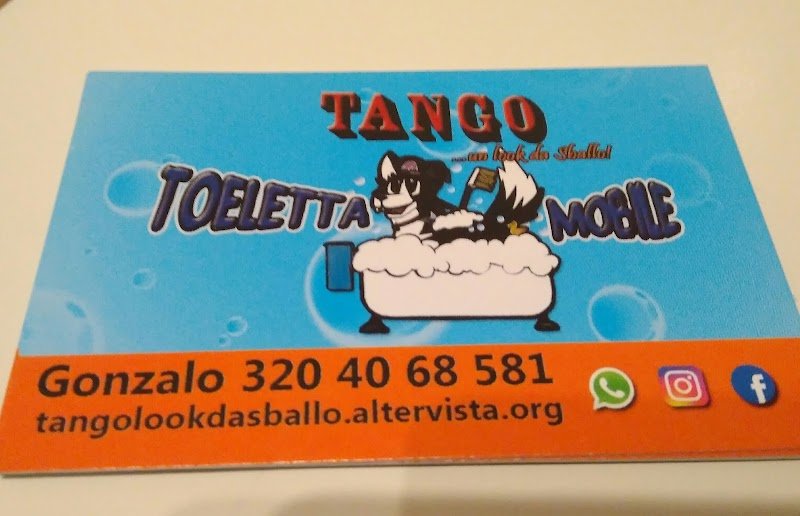 TANGO
...un look da Sballo!
TOELETTA MOBILE
Gonzalo 320 40 68 581
tangolookdasballo.altervista.org